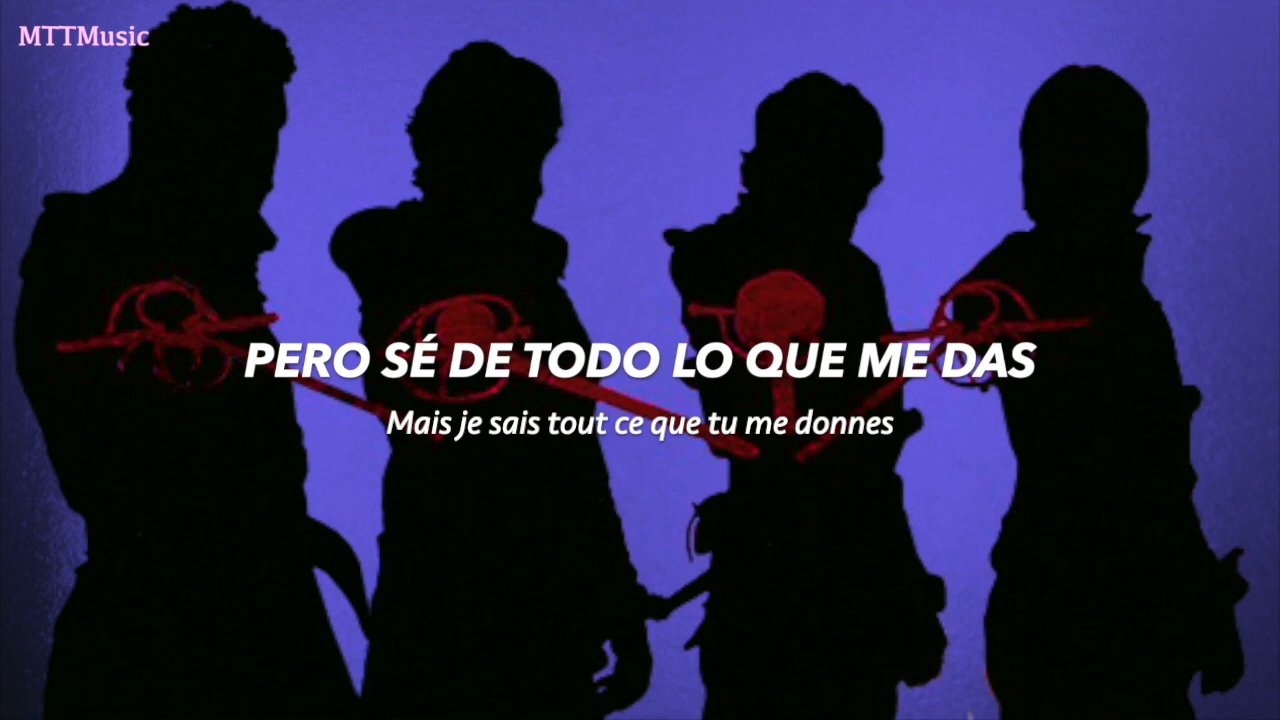 MTTMusic
PERO SÉ DE TODO LO QUE ME DAS
Mais je sais tout ce que tu me donnes